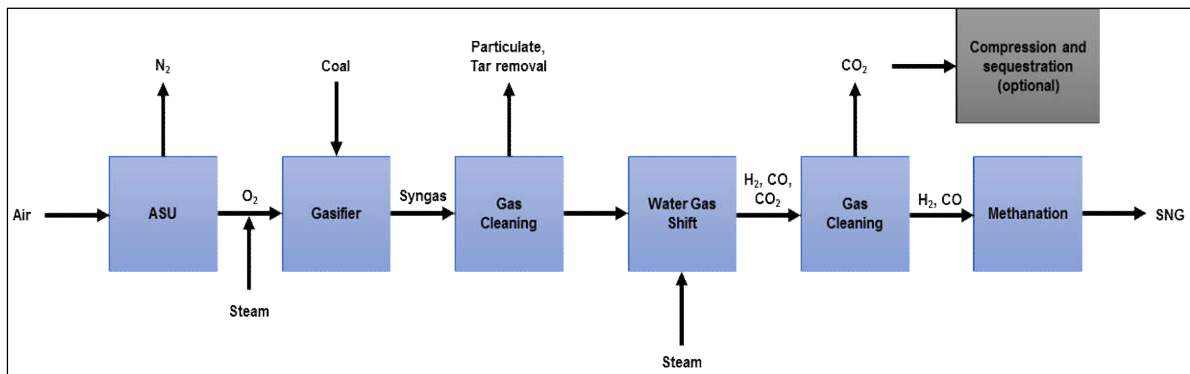 N₂
Coal
Particulate,
Tar removal
CO₂
Compression and
sequestration
(optional)
Air
ASU
O₂
Steam
Gasifier
Syngas
Gas
Cleaning
Water Gas
Shift
Steam
H₂, CO,
CO₂
Gas
Cleaning
H₂, CO
Methanation
SNG